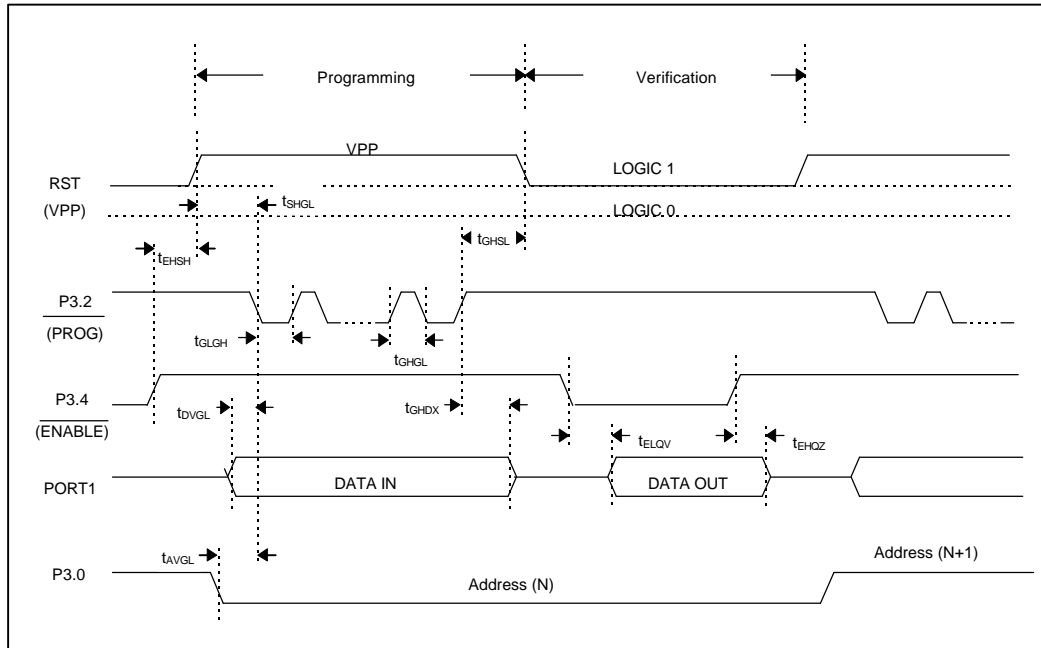 Programming
Verification
VPP
RST
(VPP)
LOGIC 1
LOGIC 0
tSHGL
tEHSH
tGHSL
P3.2
(PROG)
tGLGH
tGHGL
P3.4
(ENABLE)
tDVGL
tGHDX
tELQV
tEHQZ
PORT1
DATA IN
DATA OUT
tAVGL
P3.0
Address (N)
Address (N+1)